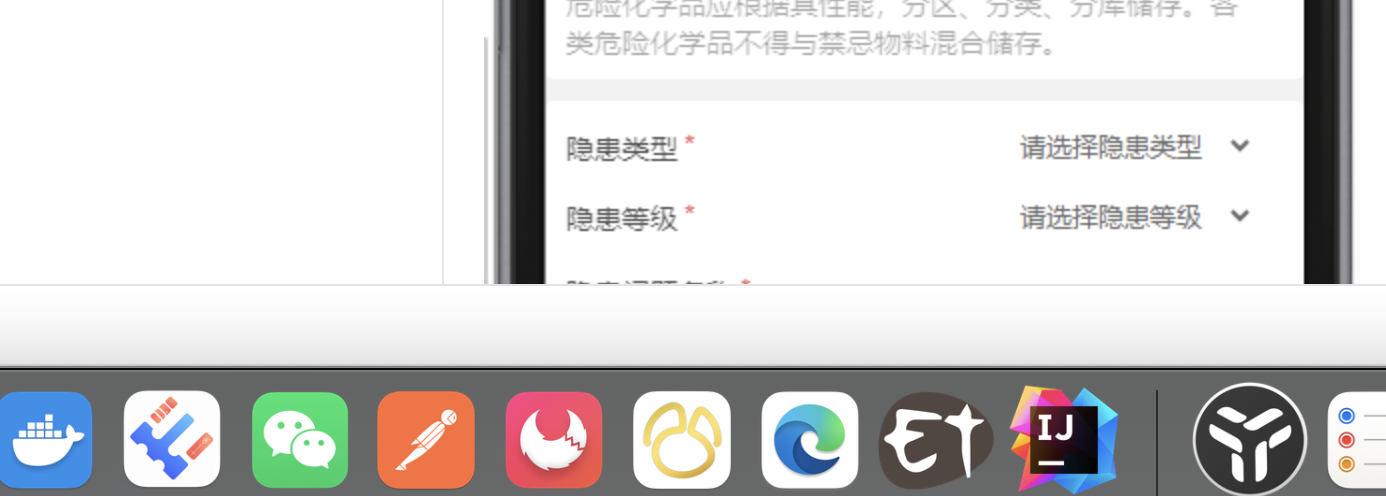 危险化学品应根据其性能，分区、分类、分库储存。各
类危险化学品不得与禁忌物料混合储存。
隐患类型 * 请选择隐患类型
隐患等级 * 请选择隐患等级
ET
IJ